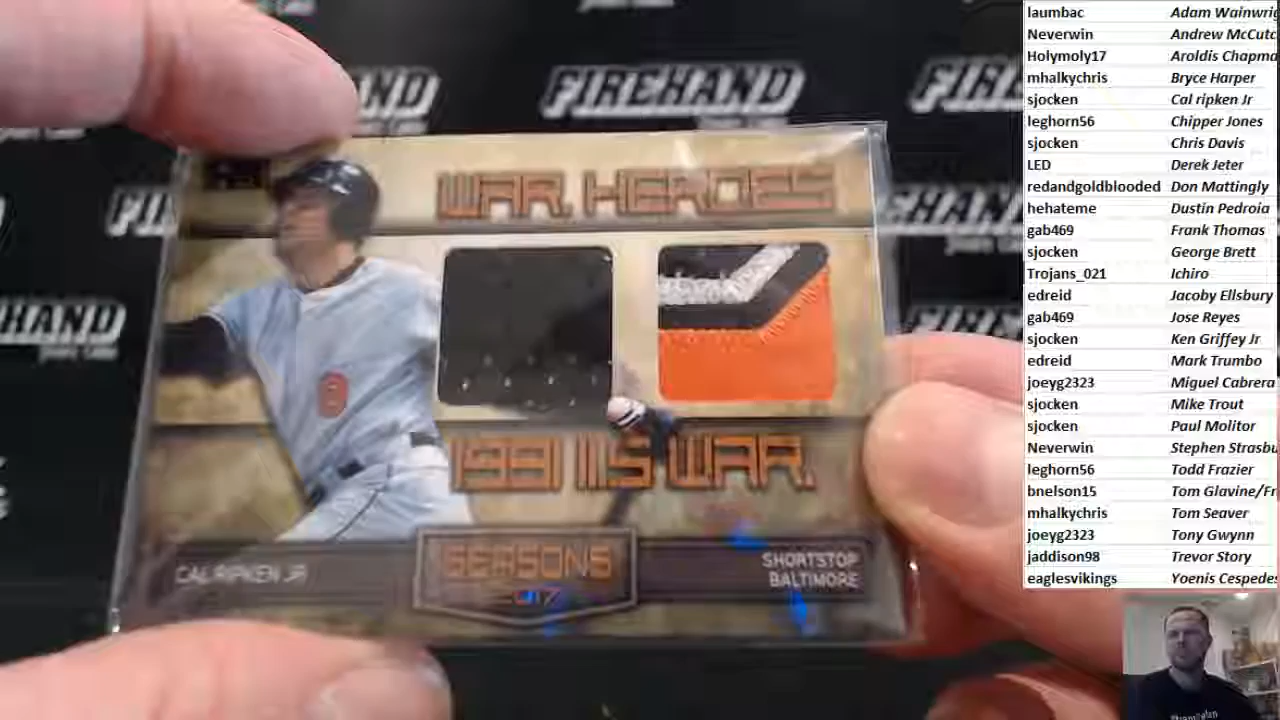 FIREHAND
WAR. HEROES
1991 11.5 WAR.
SEASONS
2017
CAL RIPKEN JR
SHORTSTOP
BALTIMORE
8
laumbac Adam Wainwrig
Neverwin Andrew McCutc
Holymoly17 Aroldis Chapma
mhalkychris Bryce Harper
sjocken Cal ripken Jr
leghorn56 Chipper Jones
sjocken Chris Davis
LED Derek Jeter
redandgoldblooded Don Mattingly
hehateme Dustin Pedroia
gab469 Frank Thomas
sjocken George Brett
Trojans_021 Ichiro
edreid Jacoby Ellsbury
gab469 Jose Reyes
sjocken Ken Griffey Jr
edreid Mark Trumbo
joeyg2323 Miguel Cabrera
sjocken Mike Trout
sjocken Paul Molitor
Neverwin Stephen Strasbu
leghorn56 Todd Frazier
bnelson15 Tom Glavine/Fr
mhalkychris Tom Seaver
joeyg2323 Tony Gwynn
jaddison98 Trevor Story
eaglesvikings Yoenis Cespedes